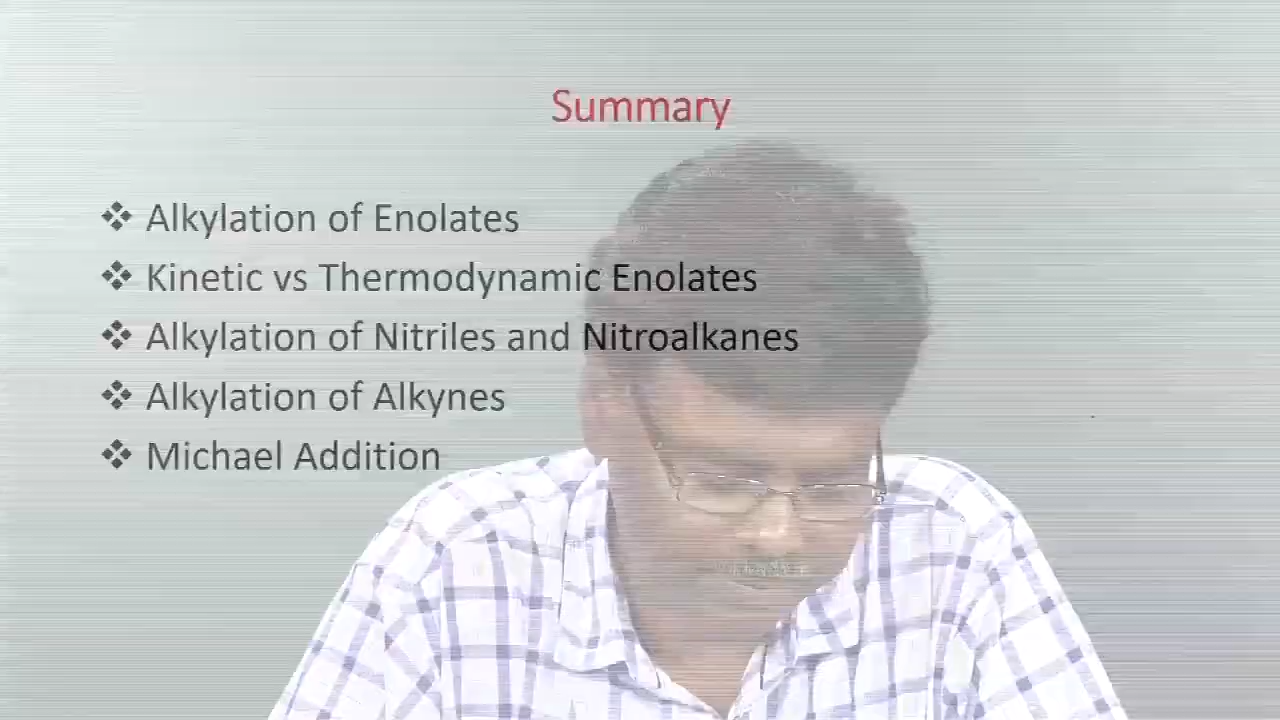 Summary
❖ Alkylation of Enolates
❖ Kinetic vs Thermodynamic Enolates
❖ Alkylation of Nitriles and Nitroalkanes
❖ Alkylation of Alkynes
❖ Michael Addition